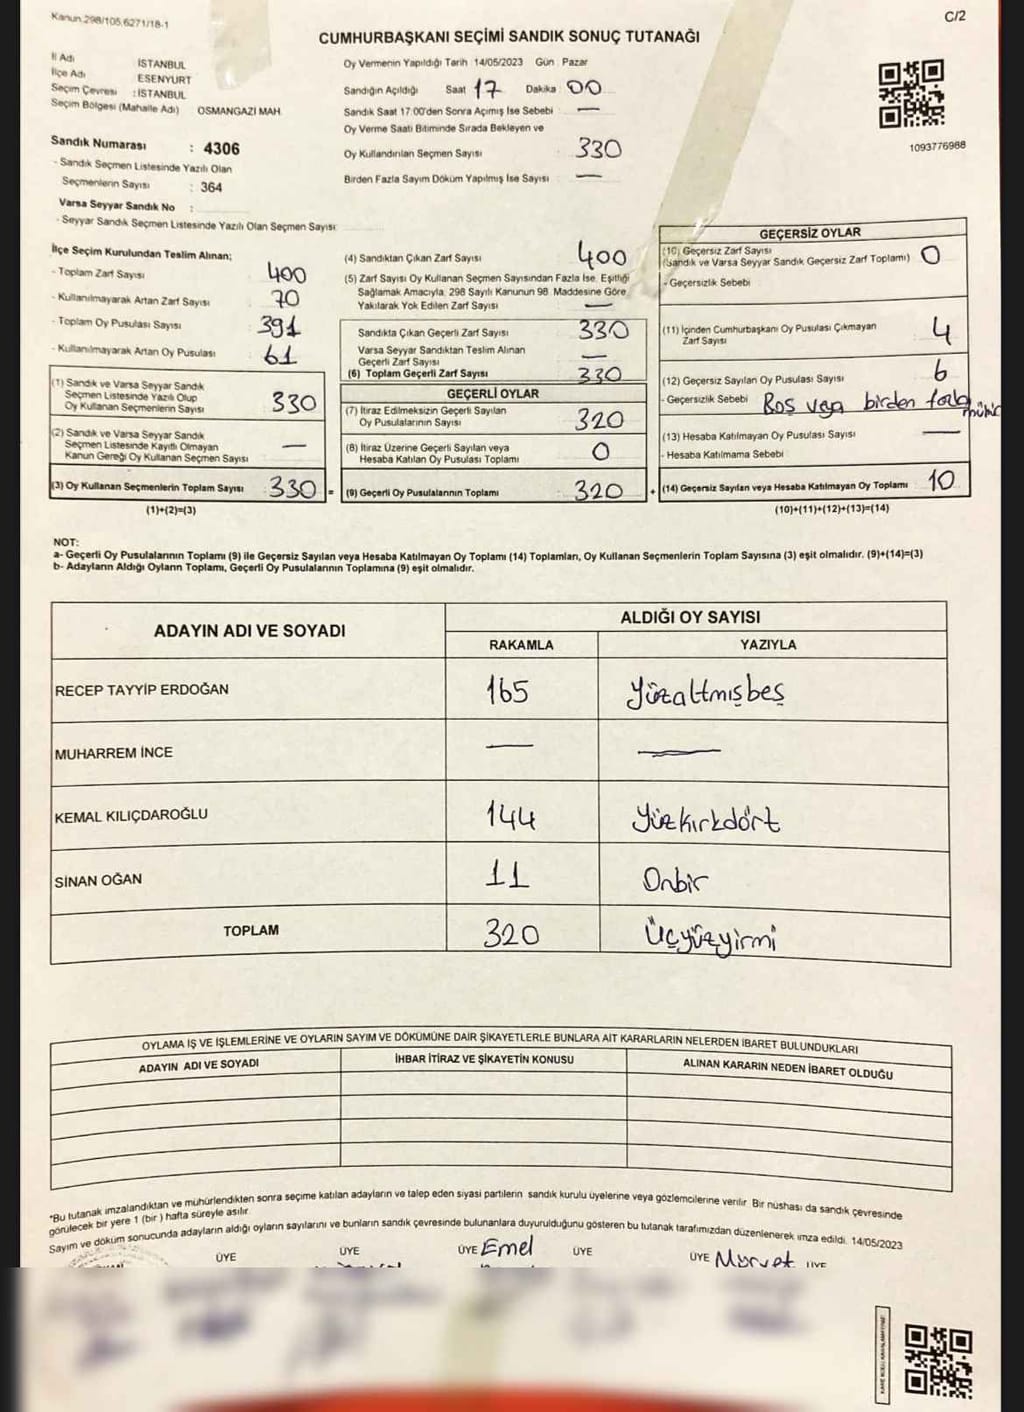 Kanun.298/105.6271/18-1
C/2
CUMHURBAŞKANI SEÇİMİ SANDIK SONUÇ TUTANAĞI
İl Adı : İSTANBUL
İlçe Adı : ESENYURT
Seçim Çevresi : İSTANBUL
Seçim Bölgesi (Mahalle Adı) OSMANGAZİ MAH.
Sandık Numarası : 4306
- Sandık Seçmen Listesinde Yazılı Olan
Seçmenlerin Sayısı : 364
Varsa Seyyar Sandık No :
- Seyyar Sandık Seçmen Listesinde Yazılı Olan Seçmen Sayısı:
Oy Vermenin Yapıldığı Tarih 14/05/2023 Gün : Pazar
Sandığın Açıldığı Saat 17 Dakika 00
Sandık Saat 17:00'den Sonra Açımış İse Sebebi : —
Oy Verme Saati Bitiminde Sırada Bekleyen ve
Oy Kullandırılan Seçmen Sayısı : 330
Birden Fazla Sayım Döküm Yapılmış İse Sayısı : —
1093776988
İlçe Seçim Kurulundan Teslim Alınan;
- Toplam Zarf Sayısı : 400
- Kullanılmayarak Artan Zarf Sayısı : 70
- Toplam Oy Pusulası Sayısı : 391
- Kullanılmayarak Artan Oy Pusulası : 61
(1) Sandık ve Varsa Seyyar Sandık
Seçmen Listesinde Yazılı Olup
Oy Kullanan Seçmenlerin Sayısı : 330
(2) Sandık ve Varsa Seyyar Sandık
Seçmen Listesinde Kayıtlı Olmayan
Kanun Gereği Oy Kullanan Seçmen Sayısı : —
(3) Oy Kullanan Seçmenlerin Toplam Sayısı : 330 =
(1)+(2)=(3)
(4) Sandıktan Çıkan Zarf Sayısı : 400
(5) Zarf Sayısı Oy Kullanan Seçmen Sayısından Fazla İse, Eşitliği
Sağlamak Amacıyla, 298 Sayılı Kanunun 98. Maddesine Göre
Yakılarak Yok Edilen Zarf Sayısı : —
Sandıkta Çıkan Geçerli Zarf Sayısı : 330
Varsa Seyyar Sandıktan Teslim Alınan
Geçerli Zarf Sayısı : —
(6) Toplam Geçerli Zarf Sayısı : 330
GEÇERLİ OYLAR
(7) İtiraz Edilmeksizin Geçerli Sayılan
Oy Pusulalarının Sayısı : 320
(8) İtiraz Üzerine Geçerli Sayılan veya
Hesaba Katılan Oy Pusulası Toplamı : 0
(9) Geçerli Oy Pusulalarının Toplamı : 320 +
GEÇERSİZ OYLAR
(10) Geçersiz Zarf Sayısı
(Sandık ve Varsa Seyyar Sandık Geçersiz Zarf Toplamı) : 0
- Geçersizlik Sebebi :
(11) İçinden Cumhurbaşkanı Oy Pusulası Çıkmayan
Zarf Sayısı : 4
(12) Geçersiz Sayılan Oy Pusulası Sayısı : 6
- Geçersizlik Sebebi : Boş veya birden fazla mühür
(13) Hesaba Katılmayan Oy Pusulası Sayısı : —
- Hesaba Katılmama Sebebi :
(14) Geçersiz Sayılan veya Hesaba Katılmayan Oy Toplamı : 10
(10)+(11)+(12)+(13)=(14)
NOT:
a- Geçerli Oy Pusulalarının Toplamı (9) ile Geçersiz Sayılan veya Hesaba Katılmayan Oy Toplamı (14) Toplamları, Oy Kullanan Seçmenlerin Toplam Sayısına (3) eşit olmalıdır. (9)+(14)=(3)
b- Adayların Aldığı Oyların Toplamı, Geçerli Oy Pusulalarının Toplamına (9) eşit olmalıdır.
ADAYIN ADI VE SOYADI
ALDIĞI OY SAYISI
RAKAMLA YAZIYLA
RECEP TAYYİP ERDOĞAN 165 Yüzaltmışbeş
MUHARREM İNCE — —
KEMAL KILIÇDAROĞLU 144 Yüzkırkdört
SİNAN OĞAN 11 Onbir
TOPLAM 320 Üçyüzyirmi
OYLAMA İŞ VE İŞLEMLERİNE VE OYLARIN SAYIM VE DÖKÜMÜNE DAİR ŞİKAYETLERLE BUNLARA AİT KARARLARIN NELERDEN İBARET BULUNDUKLARI
ADAYIN ADI VE SOYADI İHBAR İTİRAZ VE ŞİKAYETİN KONUSU ALINAN KARARIN NEDEN İBARET OLDUĞU
*Bu tutanak imzalandıktan ve mühürlendikten sonra seçime katılan adayların ve talep eden siyasi partilerin sandık kurulu üyelerine veya gözlemcilerine verilir. Bir nüshası da sandık çevresinde
görülecek bir yere 1 (bir ) hafta süreyle asılır.
Sayım ve döküm sonucunda adayların aldığı oyların sayılarını ve bunların sandık çevresinde bulunanlara duyurulduğunu gösteren bu tutanak tarafımızdan düzenlenerek imza edildi. 14/05/2023
ÜYE ÜYE ÜYE Emel ÜYE ÜYE Mürvet ÜYE